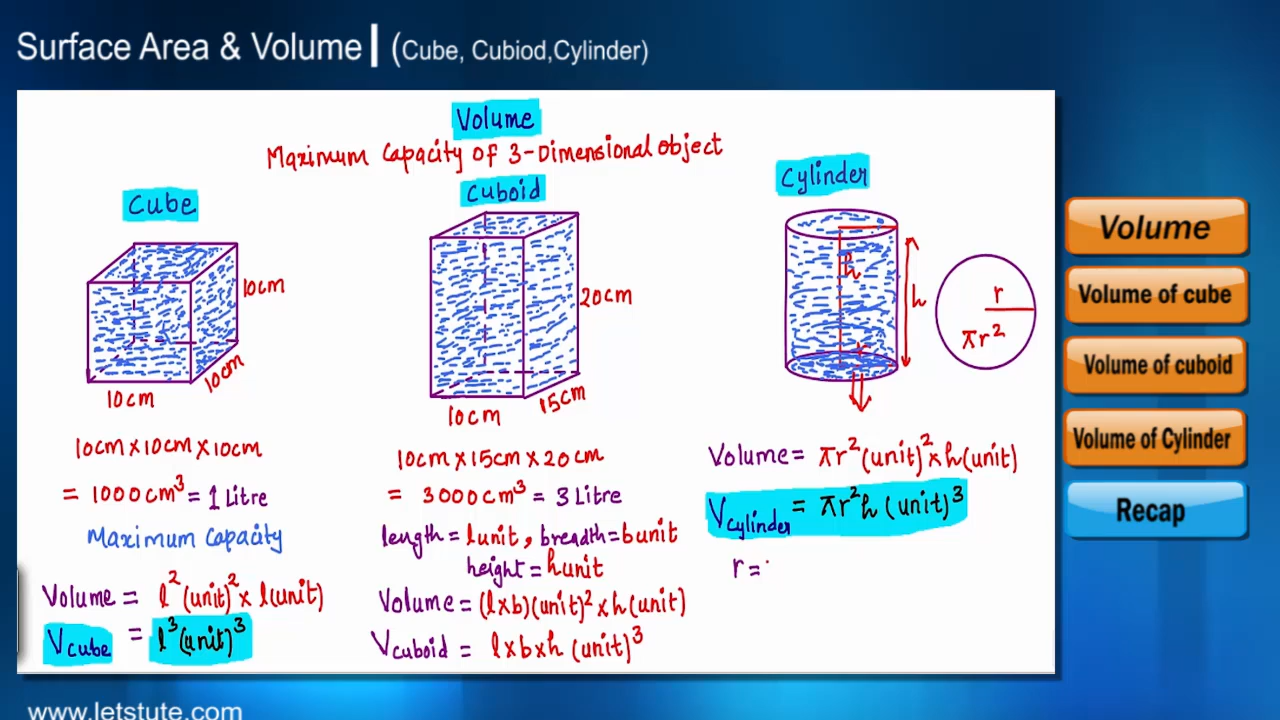 Surface Area & Volume | (Cube, Cubiod,Cylinder)
Volume
Maximum Capacity of 3-Dimensional Object
Cube
10cm
10cm
10cm
10cm×10cm×10cm
= 1000cm³ = 1 Litre
Maximum Capacity
Volume = l²(unit)² × l(unit)
Vcube = l³(unit)³
Cuboid
20cm
15cm
10cm
10cm×15cm×20cm
= 3000cm³ = 3 Litre
length = l unit, breadth = b unit
height = h unit
Volume = (l×b)(unit)² × h(unit)
Vcuboid = l×b×h (unit)³
Cylinder
h
h
r
r
πr²
Volume = πr²(unit)² × h(unit)
Vcylinder = πr²h (unit)³
r =
Volume
Volume of cube
Volume of cuboid
Volume of Cylinder
Recap
www.letstute.com